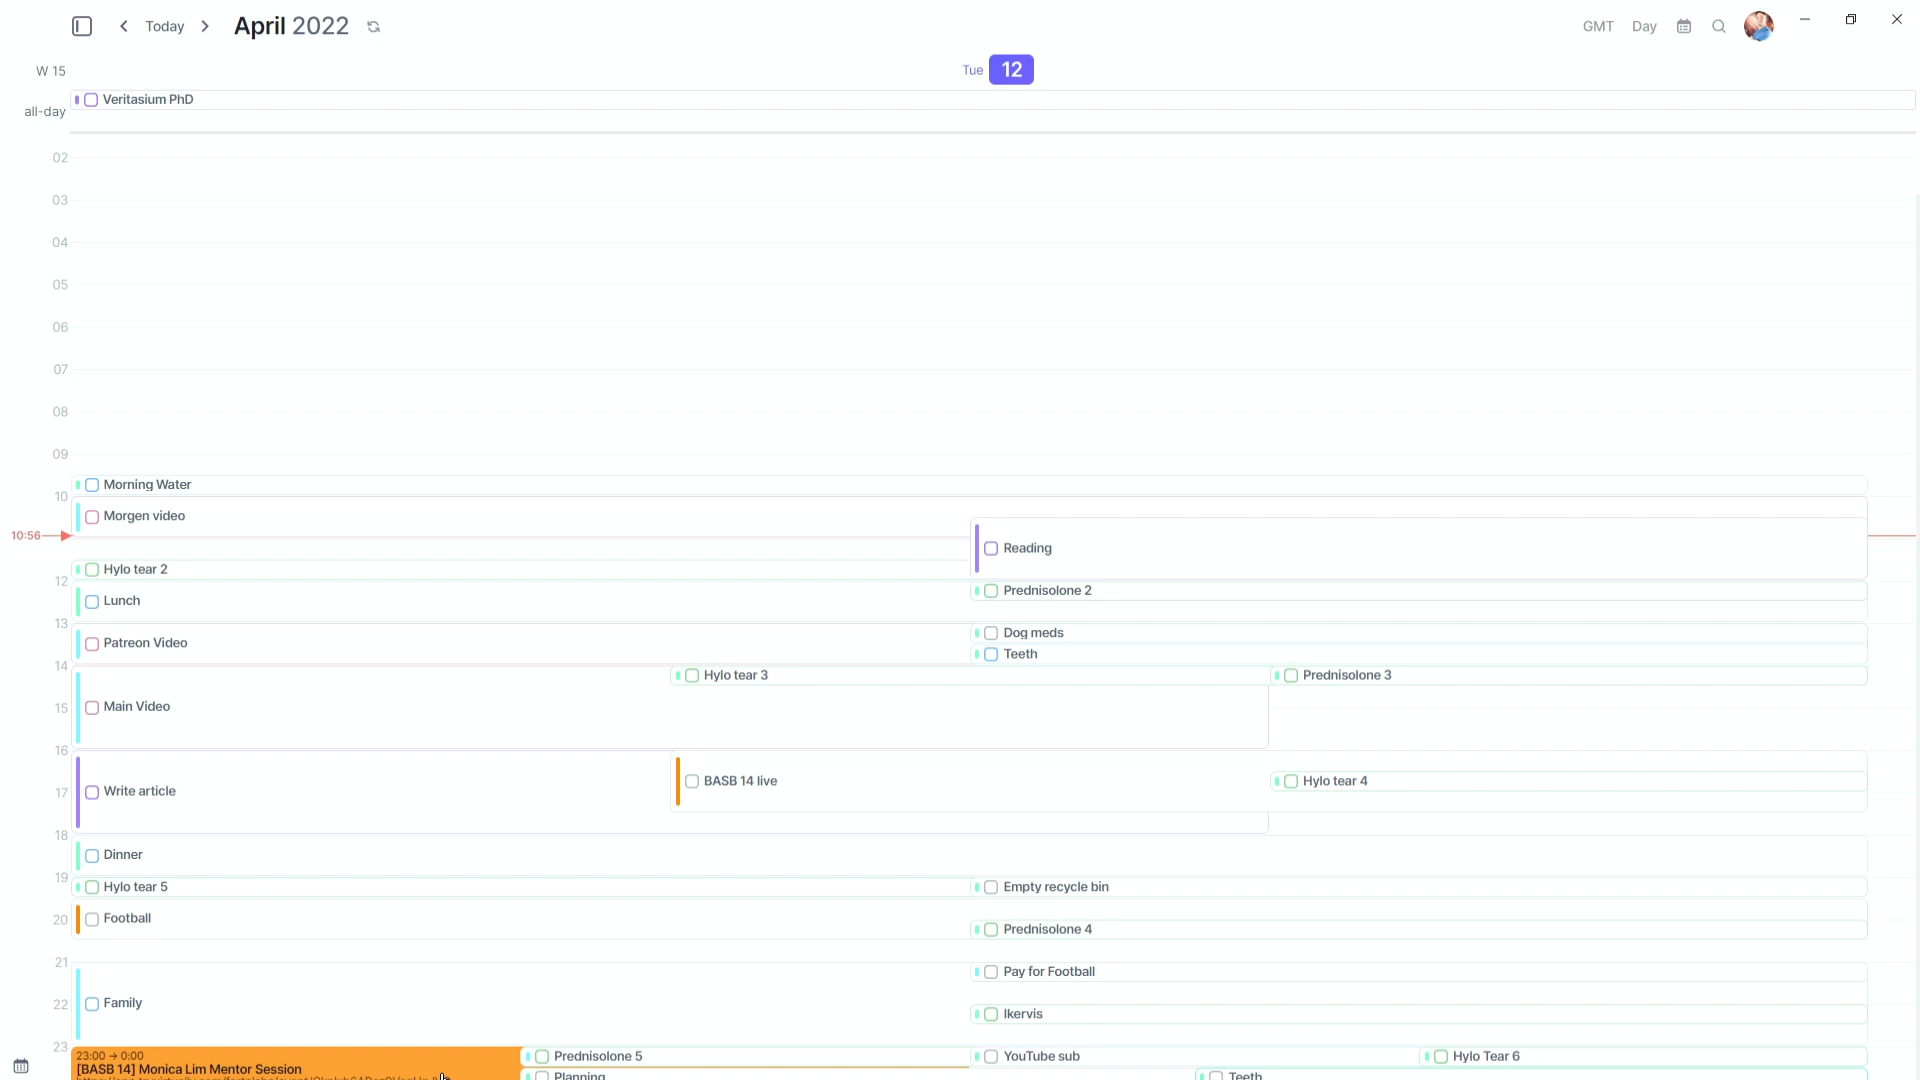 Today
April 2022
GMT
Day
W 15
Tue
12
all-day
Veritasium PhD
02
03
04
05
06
07
08
09
Morning Water
10
Morgen video
10:56
Reading
Hylo tear 2
12
Prednisolone 2
Lunch
13
Dog meds
Patreon Video
Teeth
14
Hylo tear 3
Prednisolone 3
15
Main Video
16
BASB 14 live
Hylo tear 4
17
Write article
18
Dinner
19
Hylo tear 5
Empty recycle bin
20
Football
Prednisolone 4
21
Pay for Football
22
Family
Ikervis
23
23:00 → 0:00
Prednisolone 5
YouTube sub
Hylo Tear 6
[BASB 14] Monica Lim Mentor Session
Planning
Teeth